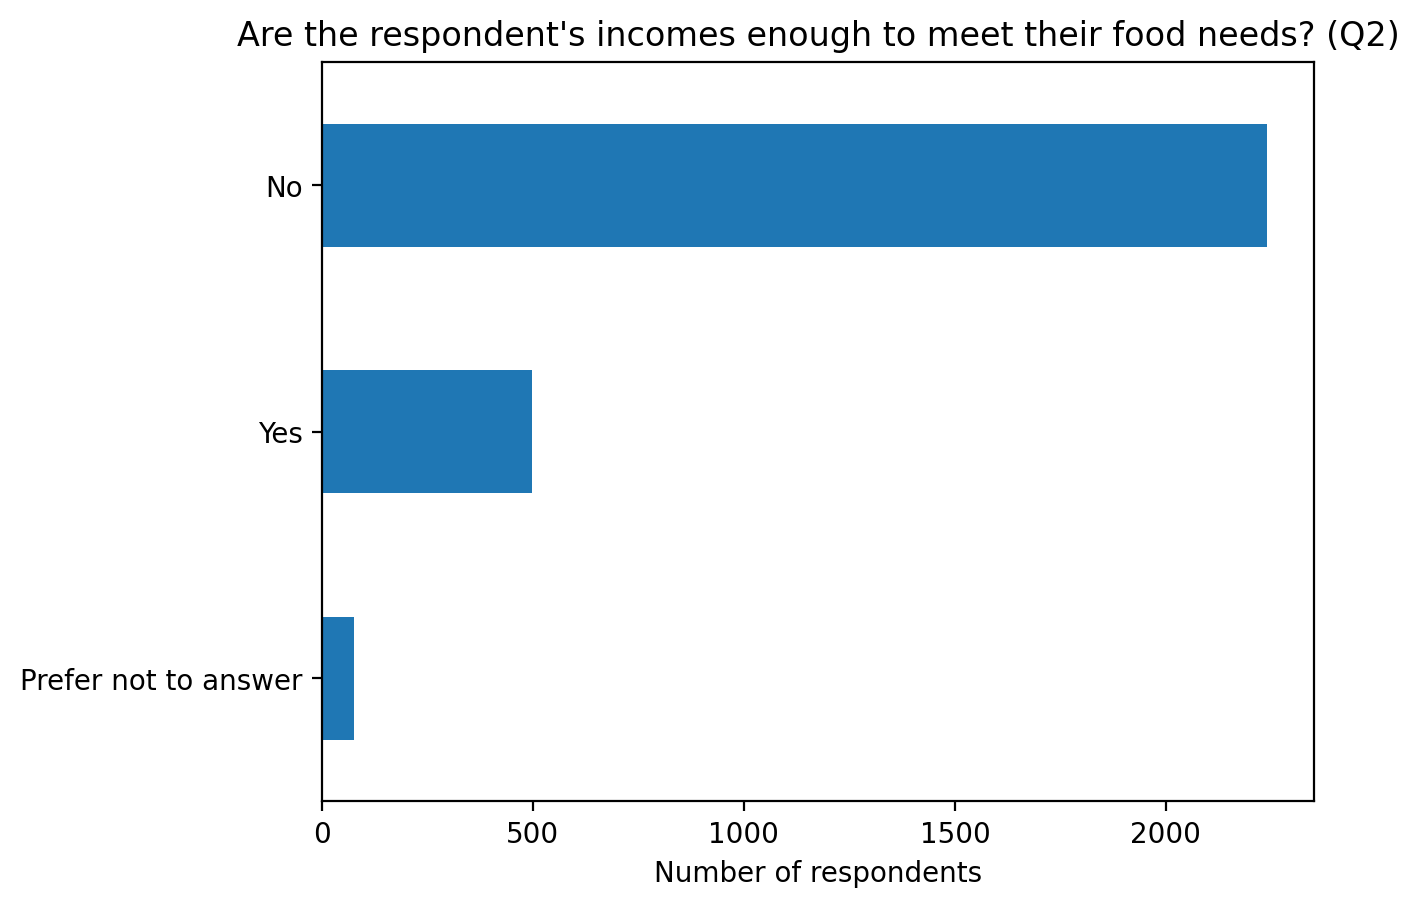 Are the respondent's incomes enough to meet their food needs? (Q2)
No
Yes
Prefer not to answer
0 500 1000 1500 2000
Number of respondents